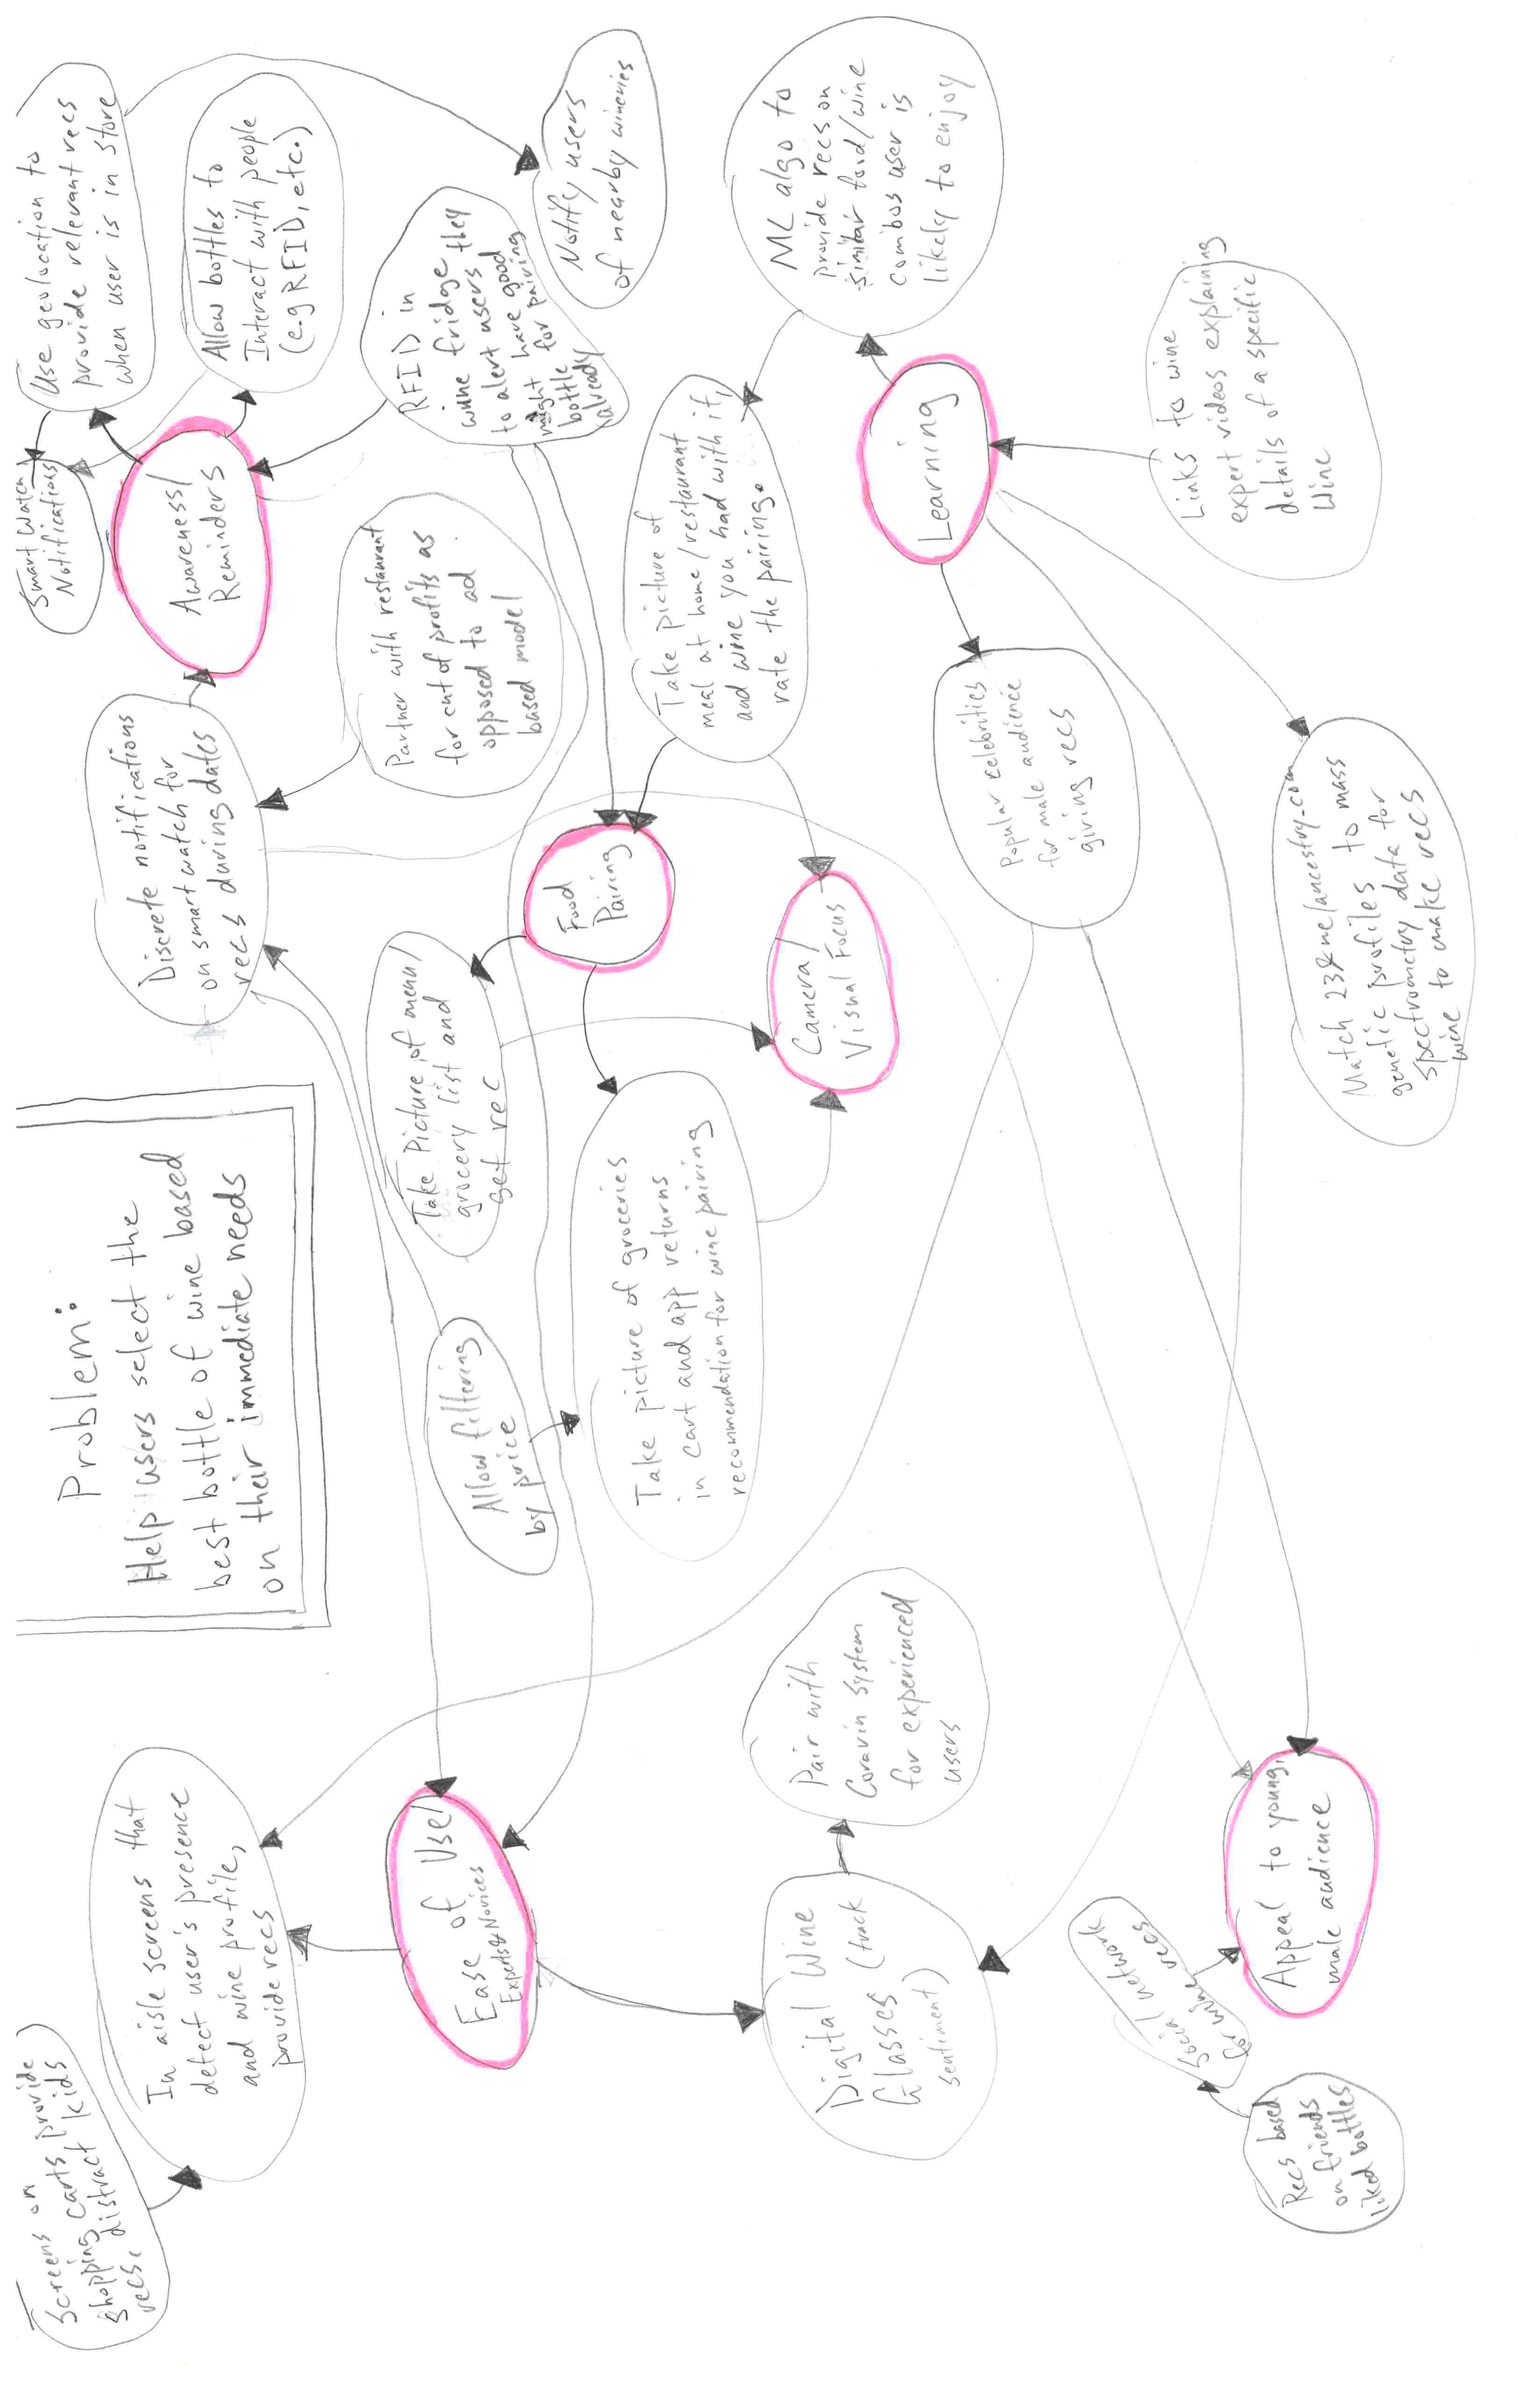 Problem:
Help users select the
best bottle of wine based
on their immediate needs
Screens on
shopping carts provide
recs, distract kids
In aisle screens that
detect user's presence
and wine profile,
provide recs
Ease of Use/
Experts & Novices
Digital Wine
Glasses (track
sentiment)
Pair with
Coravin system
for experienced
users
Recs based
on friends
liked bottles
Social network
for wine recs
Appeal to young,
male audience
Allow filtering
by price
Take picture of groceries
in cart and app returns
recommendation for wine pairing
Take Picture of menu/
grocery list and
get rec
Discrete notifications
on smart watch for
recs during dates
Food
Pairing
Camera/
Visual Focus
Partner with restaurant
for cut of profits as
opposed to ad
based model
Popular celebrities
for male audience
giving recs
Match 23&me/ancestry.com
genetic profiles to mass
spectrometry data for
wine to make recs
Smart Watch
Notifications
Awareness/
Reminders
Take picture of
meal at home/restaurant
and wine you had with it,
rate the pairing.
Learning
Links to wine
expert videos explaining
details of a specific
wine
Use geolocation to
provide relevant recs
when user is in store
Allow bottles to
Interact with people
(e.g RFID, etc.)
RFID in
wine fridge
to alert users they
might have good
bottle for pairing
already
Notify users
of nearby wineries
ML algo to
provide recs on
similar food/wine
combos user is
likely to enjoy